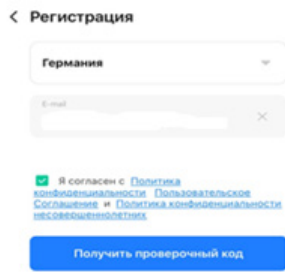 Регистрация
Германия
E-mail
Я согласен с Политика
конфиденциальности Пользовательское
Соглашение и Политика конфиденциальности
несовершеннолетних
Получить проверочный код